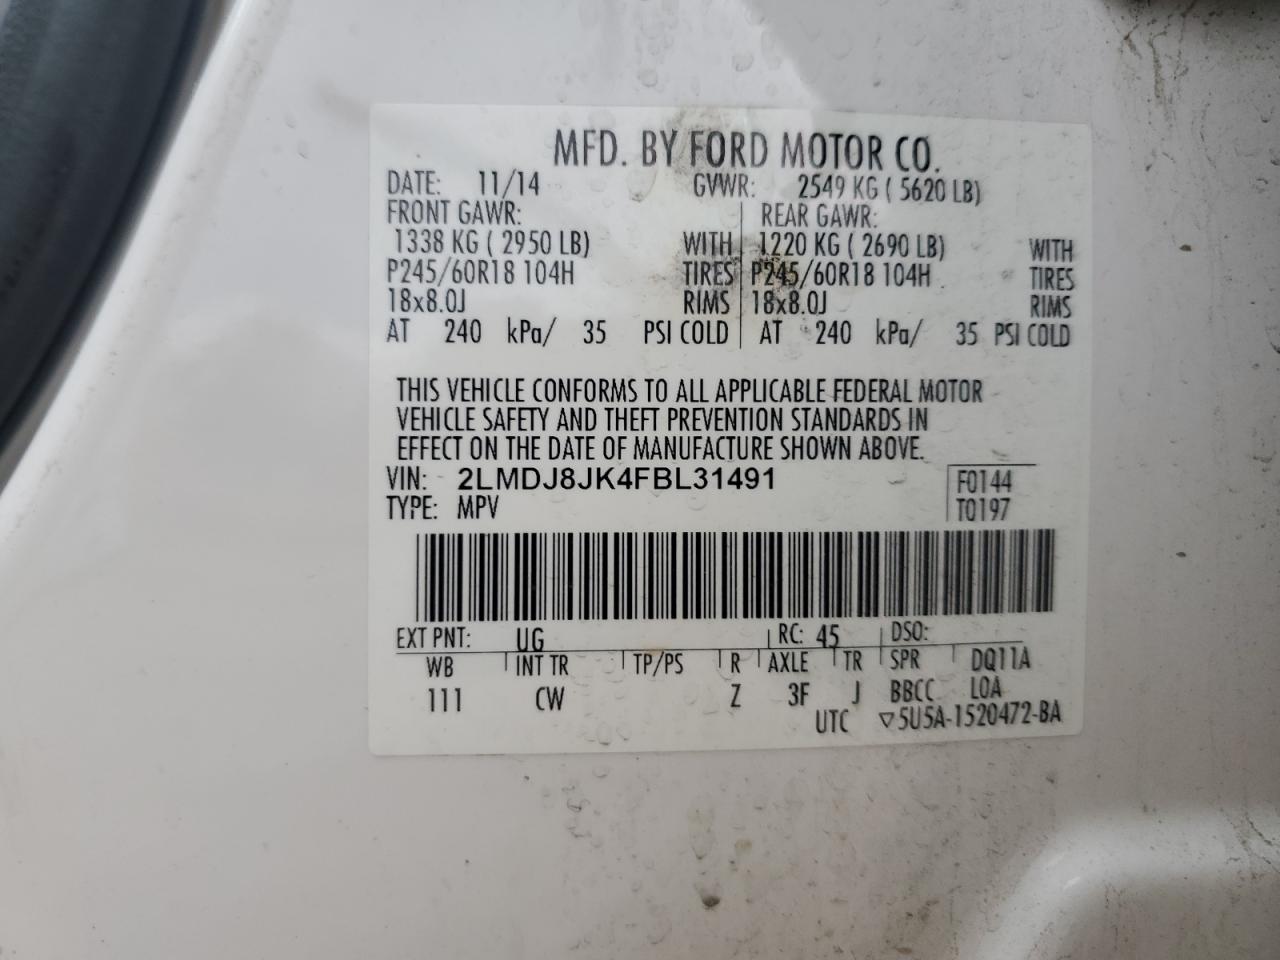 MFD. BY FORD MOTOR CO.
DATE: 11/14 GVWR: 2549 KG ( 5620 LB)
FRONT GAWR: REAR GAWR:
1338 KG ( 2950 LB) WITH 1220 KG ( 2690 LB) WITH
P245/60R18 104H TIRES P245/60R18 104H TIRES
18x8.0J RIMS 18x8.0J RIMS
AT 240 kPa/ 35 PSI COLD AT 240 kPa/ 35 PSI COLD
THIS VEHICLE CONFORMS TO ALL APPLICABLE FEDERAL MOTOR
VEHICLE SAFETY AND THEFT PREVENTION STANDARDS IN
EFFECT ON THE DATE OF MANUFACTURE SHOWN ABOVE.
VIN: 2LMDJ8JK4FBL31491 F0144
TYPE: MPV T0197
EXT PNT: UG RC: 45 DSO:
WB INT TR TP/PS R AXLE TR SPR DQ11A
111 CW Z 3F J BBCC LOA
UTC ▽5U5A-1520472-BA